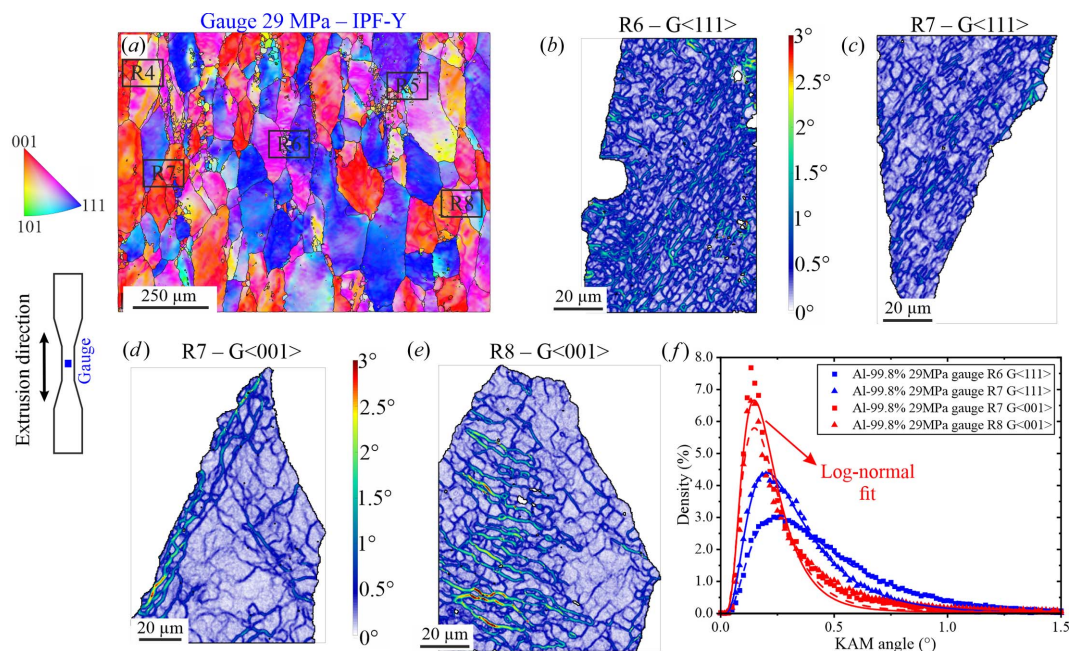 Gauge 29 MPa – IPF-Y
(a)
R4
R5
R6
R7
R8
250 μm
001
111
101
Extrusion direction
Gauge
R6 – G<111>
(b)
20 μm
3°
2.5°
2°
1.5°
1°
0.5°
0°
R7 – G<111>
(c)
20 μm
R7 – G<001>
(d)
20 μm
3°
2.5°
2°
1.5°
1°
0.5°
0°
R8 – G<001>
(e)
20 μm
(f)
8.0
7.0
6.0
5.0
4.0
3.0
2.0
1.0
0.0
Density (%)
Al-99.8% 29MPa gauge R6 G<111>
Al-99.8% 29MPa gauge R7 G<111>
Al-99.8% 29MPa gauge R7 G<001>
Al-99.8% 29MPa gauge R8 G<001>
Log-normal
fit
0.0 0.5 1.0 1.5
KAM angle (°)